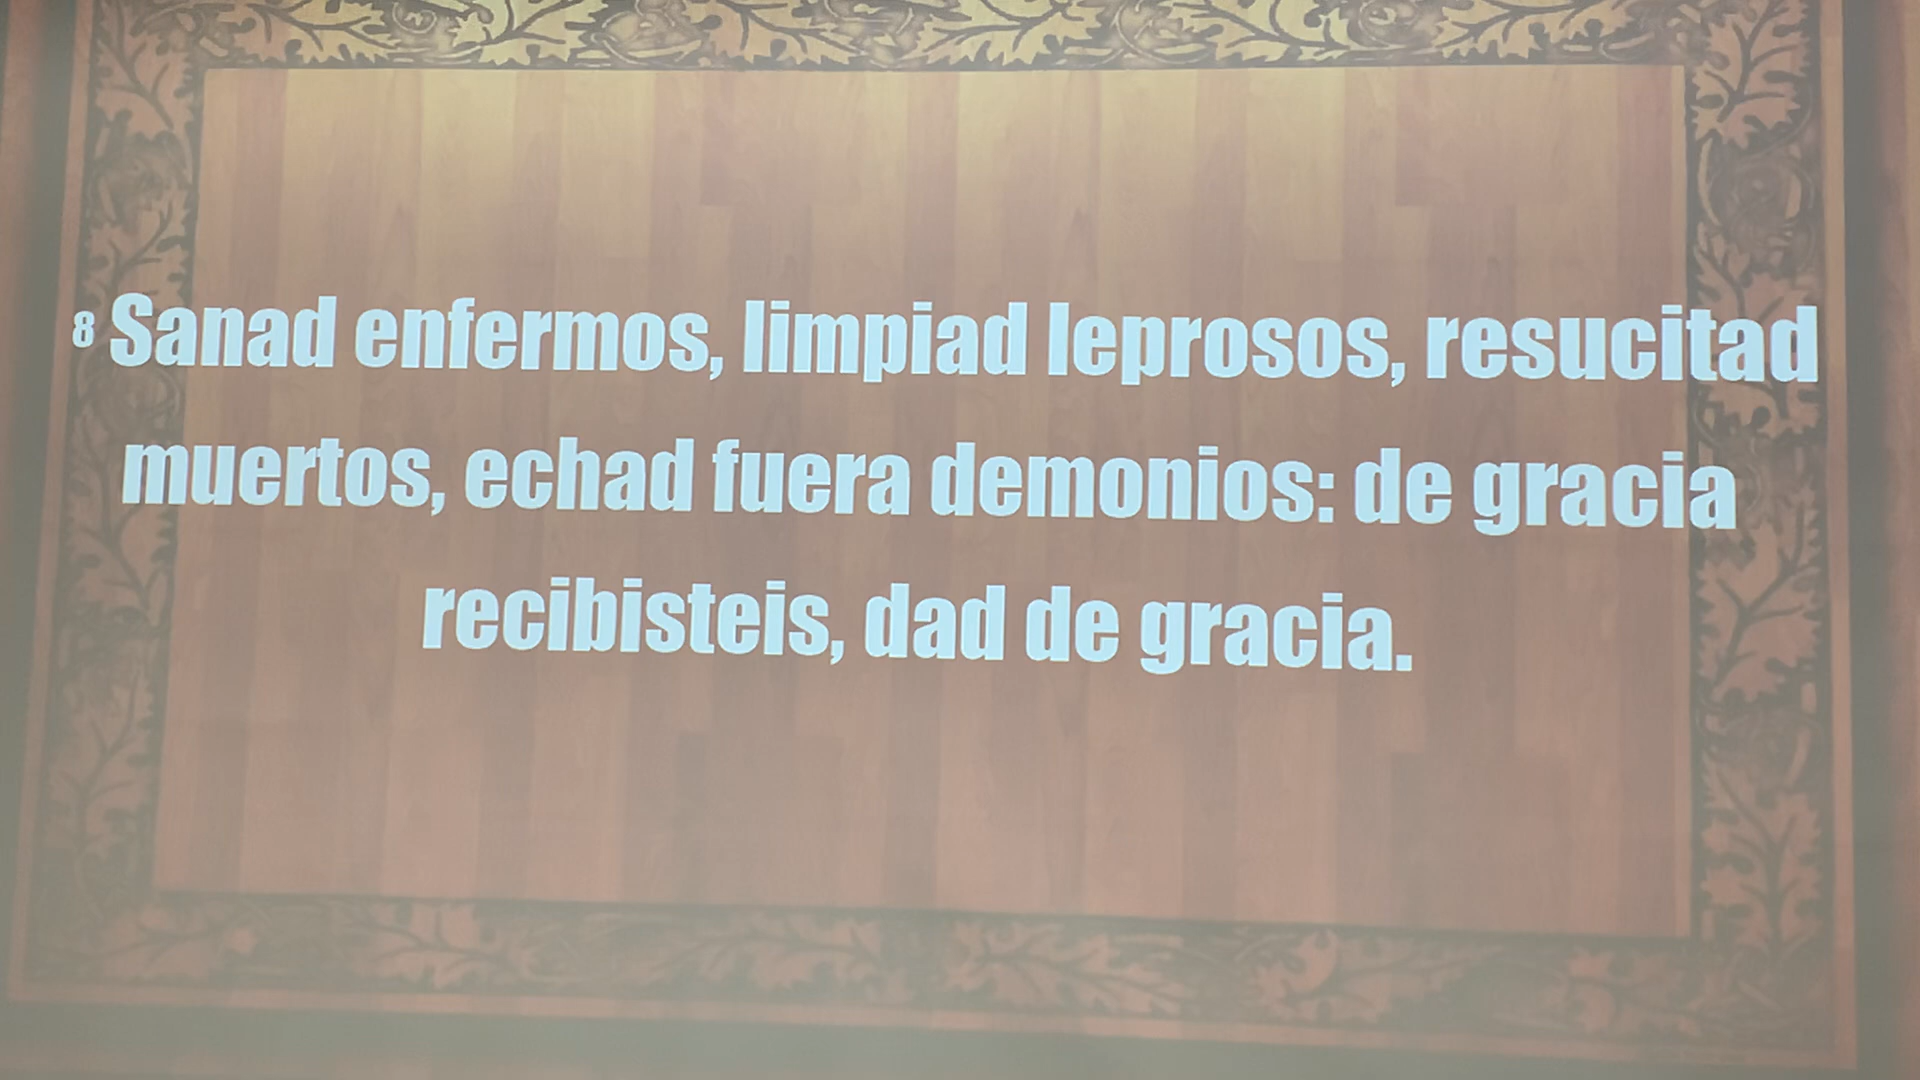 8 Sanad enfermos, limpiad leprosos, resucitad
muertos, echad fuera demonios: de gracia
recibisteis, dad de gracia.